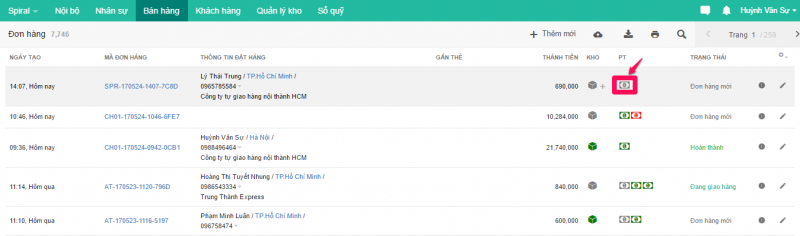 Spiral Nội bộ Nhân sự Bán hàng Khách hàng Quản lý kho Sổ quỹ Huỳnh Văn Sự
Đơn hàng 7,746 + Thêm mới Trang 1 / 259
NGÀY TẠO MÃ ĐƠN HÀNG THÔNG TIN ĐẶT HÀNG GẮN THẺ THÀNH TIỀN KHO PT TRẠNG THÁI
14:07, Hôm nay SPR-170524-1407-7C8D Lý Thái Trung / TP.Hồ Chí Minh / 690,000 + Đơn hàng mới
0965785584
Công ty tự giao hàng nội thành HCM
10:46, Hôm nay CH01-170524-1046-6FE7 10,284,000 Đơn hàng mới
09:36, Hôm nay CH01-170524-0942-0CB1 Huỳnh Văn Sự / Hà Nội / 21,740,000 Hoàn thành
0988496464
Công ty tự giao hàng nội thành HCM
11:14, Hôm qua AT-170523-1120-796D Hoàng Thị Tuyết Nhung / TP.Hồ Chí Minh / 840,000 Đang giao hàng
0986543334
Trung Thành Express
11:10, Hôm qua AT-170523-1116-5197 Phạm Minh Luân / TP.Hồ Chí Minh / 600,000 Đơn hàng mới
096758474